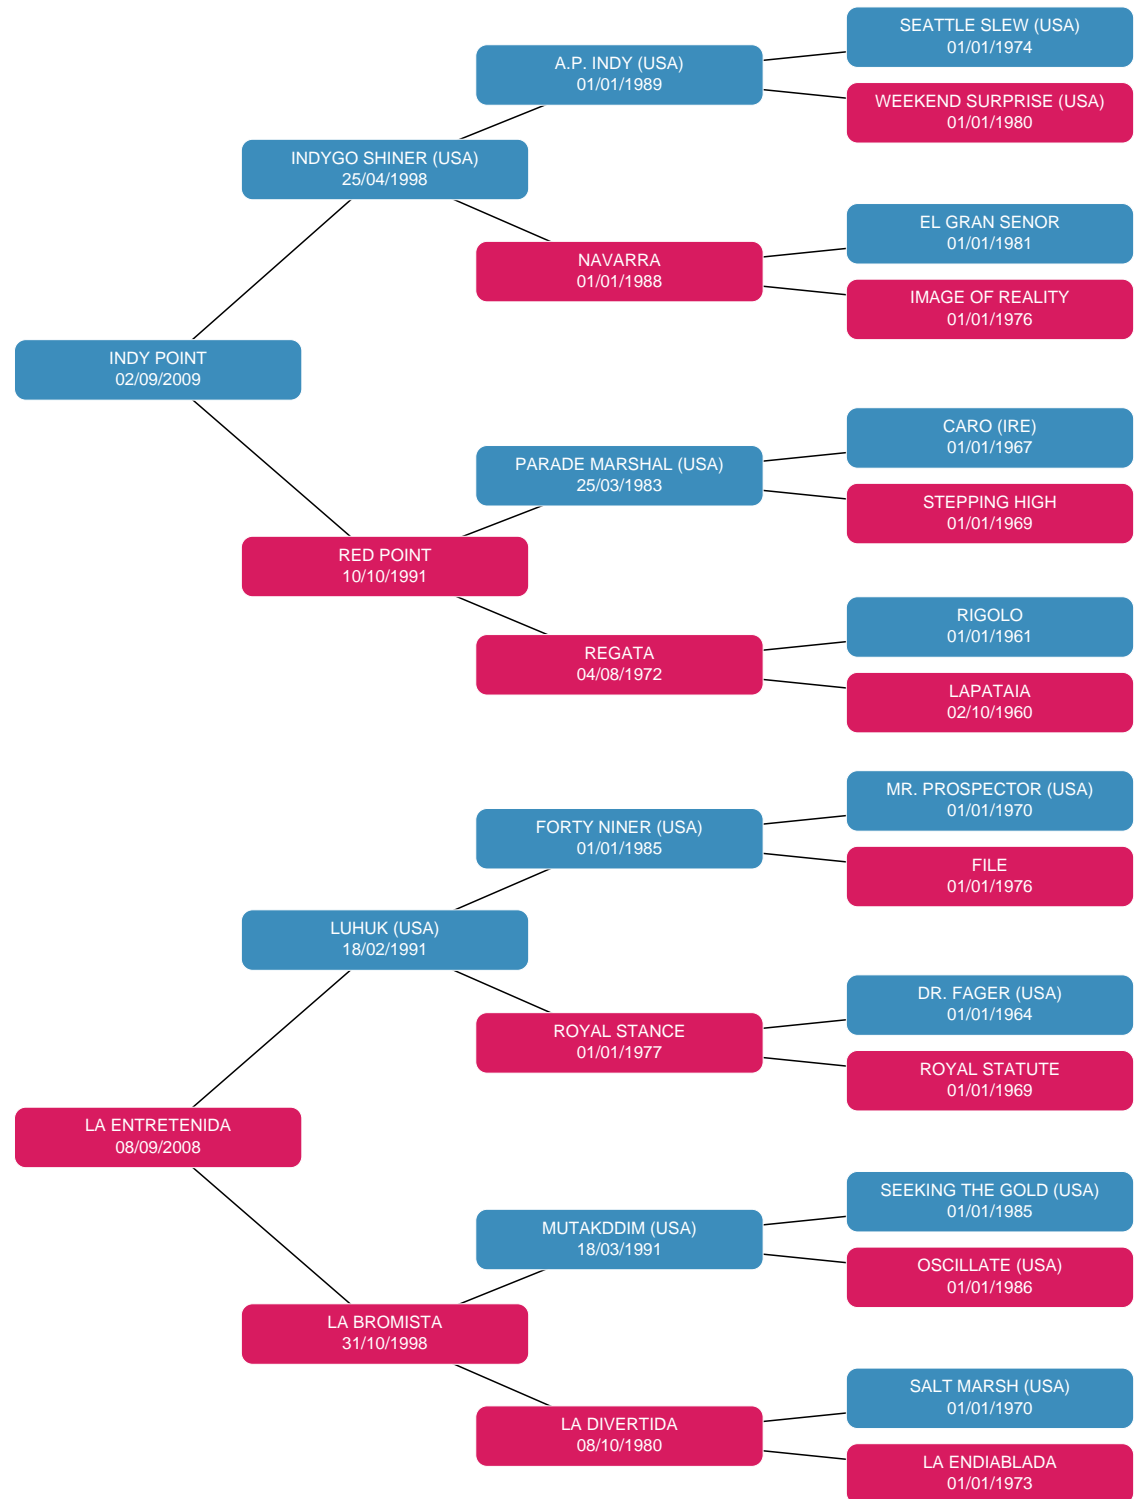 SEATTLE SLEW (USA)
01/01/1974
A.P. INDY (USA)
01/01/1989
WEEKEND SURPRISE (USA)
01/01/1980
INDYGO SHINER (USA)
25/04/1998
EL GRAN SENOR
01/01/1981
NAVARRA
01/01/1988
IMAGE OF REALITY
01/01/1976
INDY POINT
02/09/2009
CARO (IRE)
01/01/1967
PARADE MARSHAL (USA)
25/03/1983
STEPPING HIGH
01/01/1969
RED POINT
10/10/1991
RIGOLO
01/01/1961
REGATA
04/08/1972
LAPATAIA
02/10/1960
MR. PROSPECTOR (USA)
01/01/1970
FORTY NINER (USA)
01/01/1985
FILE
01/01/1976
LUHUK (USA)
18/02/1991
DR. FAGER (USA)
01/01/1964
ROYAL STANCE
01/01/1977
ROYAL STATUTE
01/01/1969
LA ENTRETENIDA
08/09/2008
SEEKING THE GOLD (USA)
01/01/1985
MUTAKDDIM (USA)
18/03/1991
OSCILLATE (USA)
01/01/1986
LA BROMISTA
31/10/1998
SALT MARSH (USA)
01/01/1970
LA DIVERTIDA
08/10/1980
LA ENDIABLADA
01/01/1973